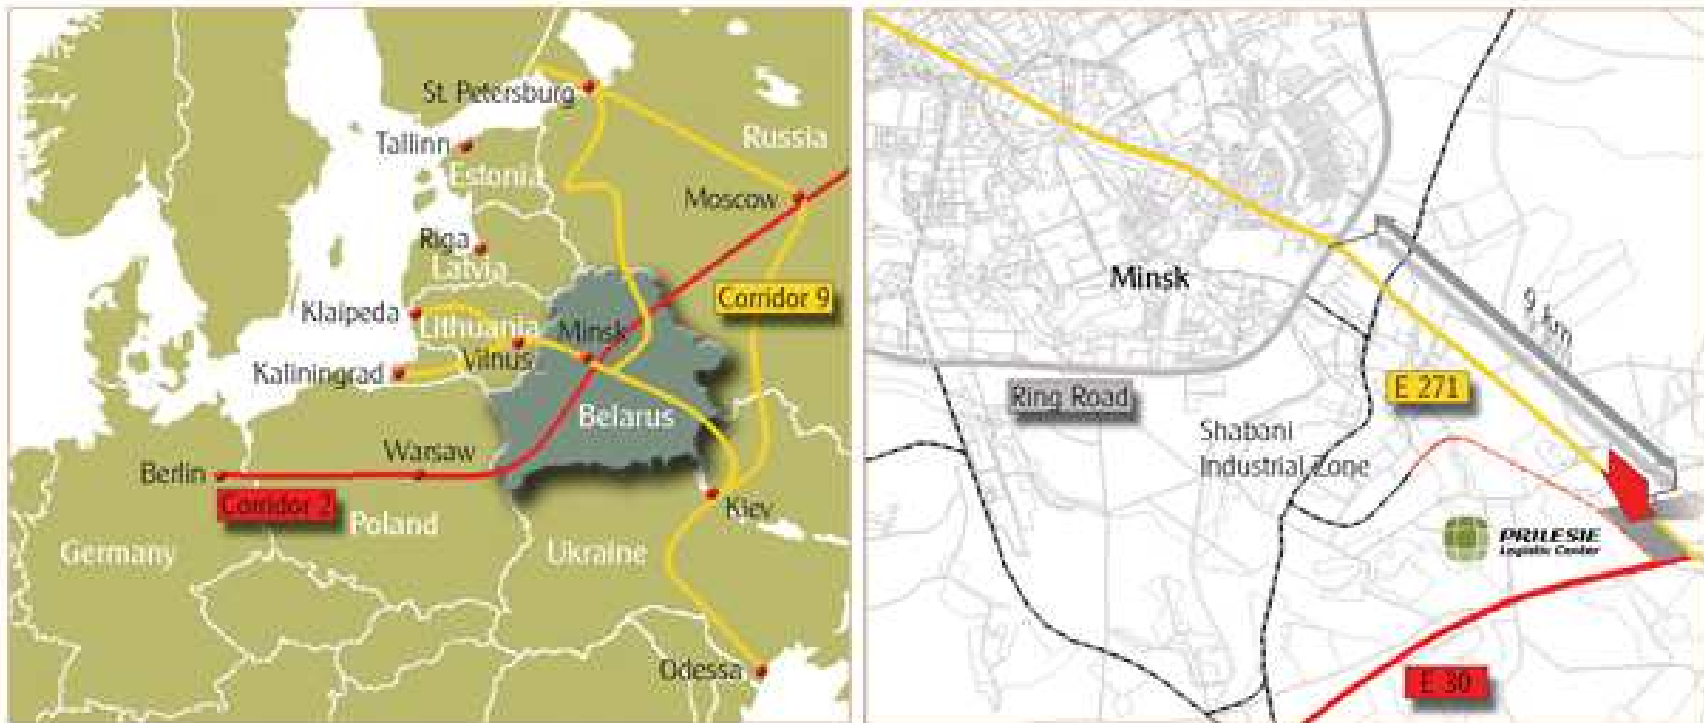 St. Petersburg
Tallinn
Russia
Estonia
Moscow
Riga
Latvia
Corridor 9
Klaipeda
Lithuania
Minsk
Vilnus
Kaliningrad
Belarus
Warsaw
Berlin
Corridor 2
Kiev
Poland
Germany
Ukraine
Odessa
Minsk
9 km
E 271
Ring Road
Shabani
Industrial Zone
PRILESIE
Logistic Center
E 30